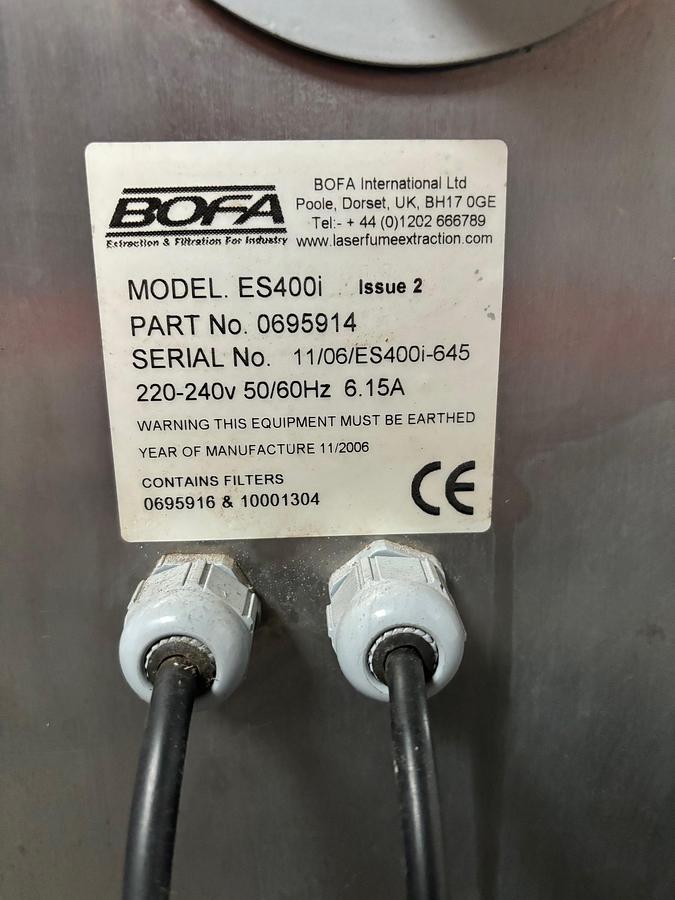 BOFA
Extraction & Filtration For Industry
BOFA International Ltd
Poole, Dorset, UK, BH17 0GE
Tel:- + 44 (0)1202 666789
www.laserfumeextraction.com
MODEL. ES400i Issue 2
PART No. 0695914
SERIAL No. 11/06/ES400i-645
220-240v 50/60Hz 6.15A
WARNING THIS EQUIPMENT MUST BE EARTHED
YEAR OF MANUFACTURE 11/2006
CONTAINS FILTERS
0695916 & 10001304
CE